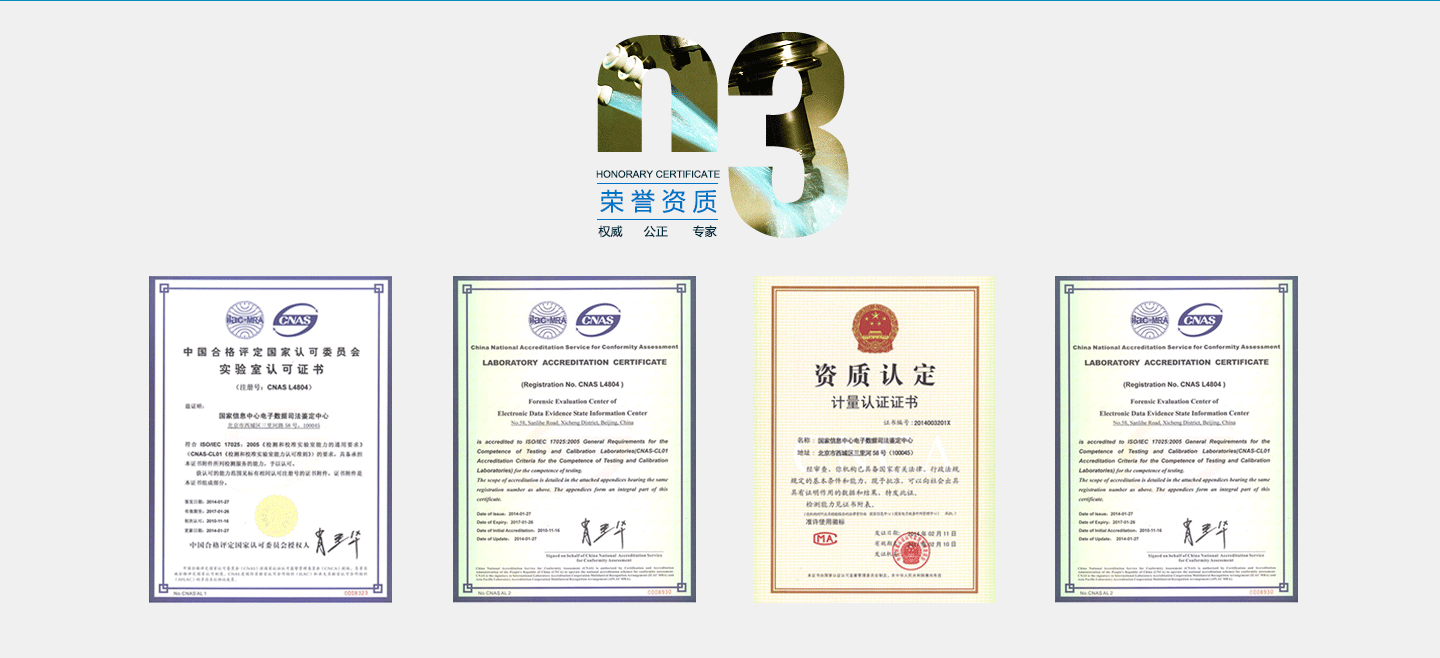 03
HONORARY CERTIFICATE
荣誉资质
权威 公正 专家
ilac-MRA
CNAS
中国合格评定国家认可委员会
实验室认可证书
(注册号：CNAS L4804)
兹证明：
国家信息中心电子数据司法鉴定中心
北京市西城区三里河路 58 号，100045
符合 ISO/IEC 17025：2005《检测和校准实验室能力的通用要求》
《CNAS-CL01《检测和校准实验室能力认可准则》》的要求，具备承担
本证书附件所列检测服务的能力，予以认可。
获认可的能力范围见标有相同认可注册号的证书附件，证书附件是
本证书组成部分。
签发日期：2014-01-27
有效期至：2017-01-26
初次认可：2010-11-16
更新日期：2014-01-27
中国合格评定国家认可委员会授权人
No.CNAS AL 1
0008323
ilac-MRA
CNAS
China National Accreditation Service for Conformity Assessment
LABORATORY ACCREDITATION CERTIFICATE
(Registration No. CNAS L4804 )
Forensic Evaluation Center of
Electronic Data Evidence State Information Center
No.58, Sanlihe Road, Xicheng District, Beijing, China
is accredited to ISO/IEC 17025:2005 General Requirements for the
Competence of Testing and Calibration Laboratories(CNAS-CL01
Accreditation Criteria for the Competence of Testing and Calibration
Laboratories) for the competence of testing.
The scope of accreditation is detailed in the attached appendices bearing the same
registration number as above. The appendices form an integral part of this
certificate.
Date of Issue: 2014-01-27
Date of Expiry: 2017-01-26
Date of Initial Accreditation: 2010-11-16
Date of Update: 2014-01-27
Signed on behalf of China National Accreditation Service
for Conformity Assessment
No.CNAS AL 2
0008930
资质认定
计量认证证书
证书编号：2014003201X
名称：国家信息中心电子数据司法鉴定中心
地址：北京市西城区三里河 58 号（100045）
经审查，你机构已具备国家有关法律、行政法规
规定的基本条件和能力，现予批准，可以向社会出具
具有证明作用的数据和结果，特发此证。
检测能力见证书附表。
准许使用徽标
MA
发证日期：2014 年 02 月 11 日
年 02 月 10 日
ilac-MRA
CNAS
China National Accreditation Service for Conformity Assessment
LABORATORY ACCREDITATION CERTIFICATE
(Registration No. CNAS L4804 )
Forensic Evaluation Center of
Electronic Data Evidence State Information Center
No.58, Sanlihe Road, Xicheng District, Beijing, China
is accredited to ISO/IEC 17025:2005 General Requirements for the
Competence of Testing and Calibration Laboratories(CNAS-CL01
Accreditation Criteria for the Competence of Testing and Calibration
Laboratories) for the competence of testing.
The scope of accreditation is detailed in the attached appendices bearing the same
registration number as above. The appendices form an integral part of this
certificate.
Date of Issue: 2014-01-27
Date of Expiry: 2017-01-26
Date of Initial Accreditation: 2010-11-16
Date of Update: 2014-01-27
Signed on behalf of China National Accreditation Service
for Conformity Assessment
No.CNAS AL 2
0008930